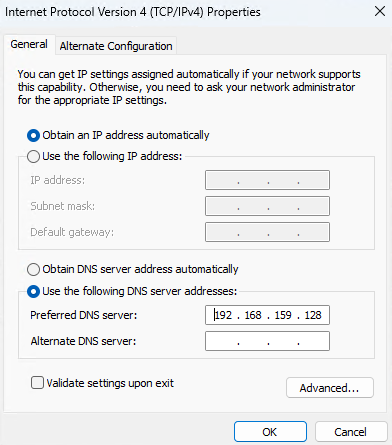 Internet Protocol Version 4 (TCP/IPv4) Properties
General
Alternate Configuration
You can get IP settings assigned automatically if your network supports
this capability. Otherwise, you need to ask your network administrator
for the appropriate IP settings.
Obtain an IP address automatically
Use the following IP address:
IP address:
. . .
Subnet mask:
. . .
Default gateway:
. . .
Obtain DNS server address automatically
Use the following DNS server addresses:
Preferred DNS server:
192 . 168 . 159 . 128
Alternate DNS server:
. . .
Validate settings upon exit
Advanced...
OK
Cancel